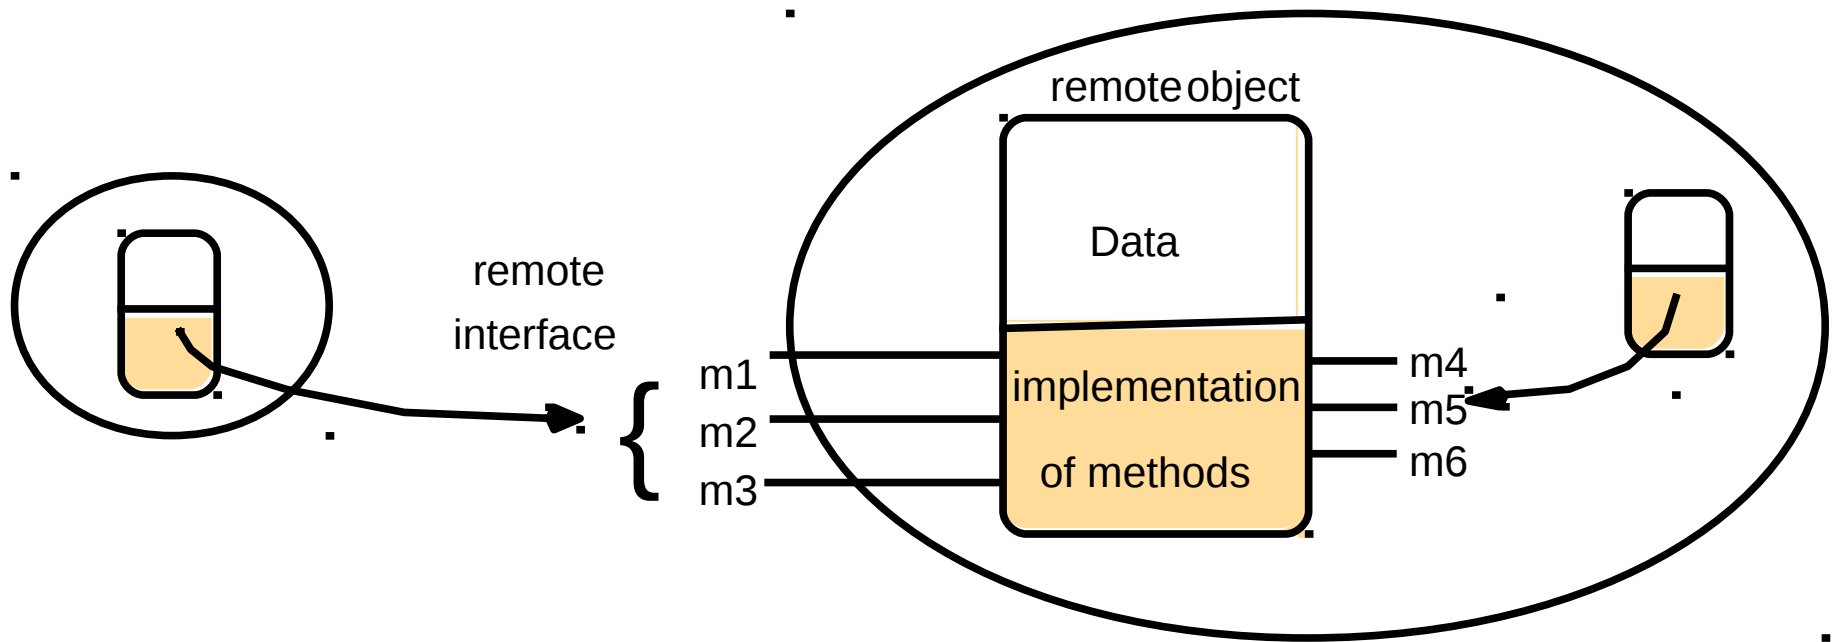 remote object
Data
remote
interface
{
m1
m2
m3
implementation
of methods
m4
m5
m6